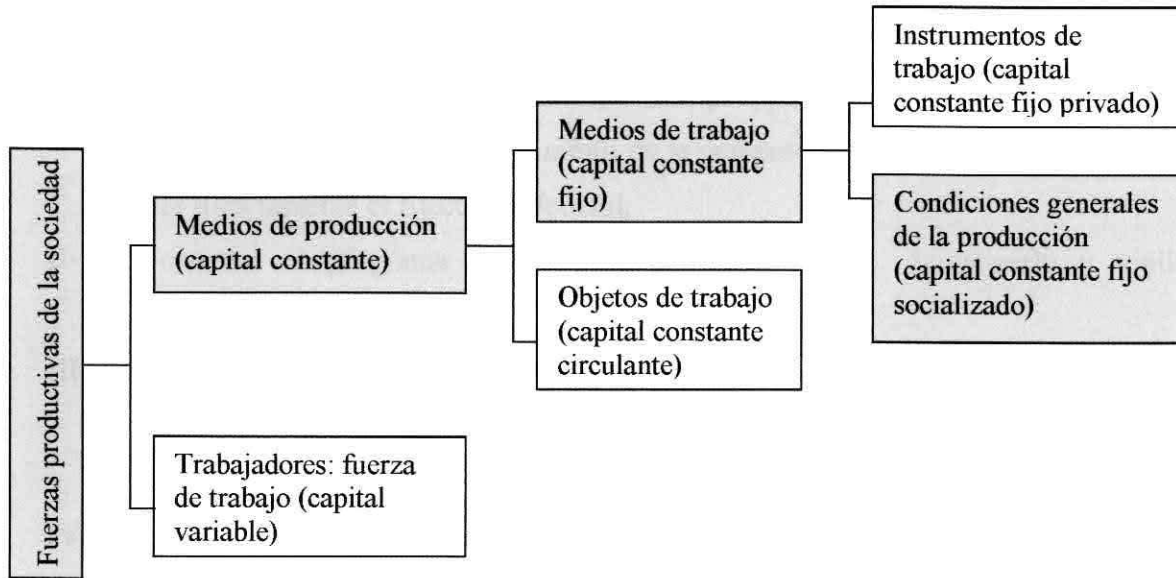 Fuerzas productivas de la sociedad
Medios de producción
(capital constante)
Trabajadores: fuerza
de trabajo (capital
variable)
Medios de trabajo
(capital constante
fijo)
Objetos de trabajo
(capital constante
circulante)
Instrumentos de
trabajo (capital
constante fijo privado)
Condiciones generales
de la producción
(capital constante fijo
socializado)